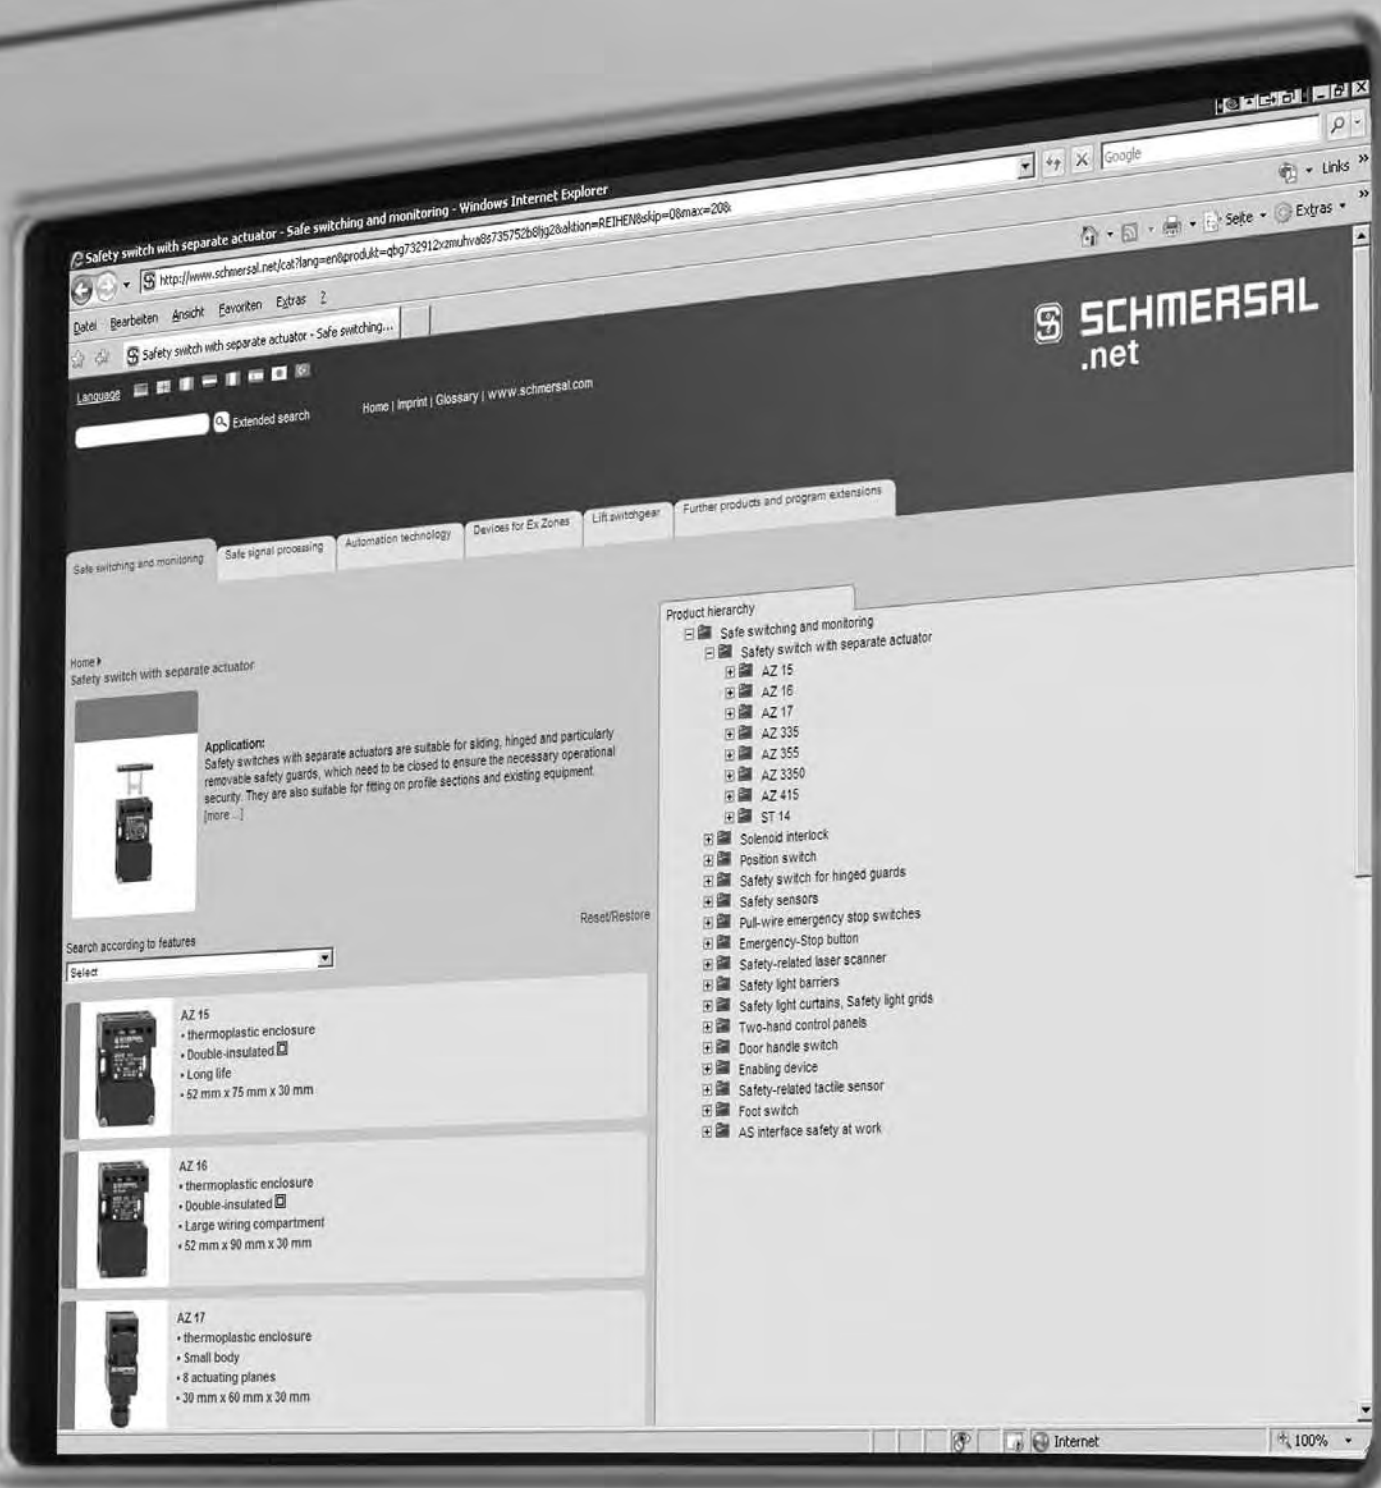 Safety switch with separate actuator - Safe switching and monitoring - Windows Internet Explorer
http://www.schmersal.net/cat?lang=en&produkt=qbg732912xzmuhva8s735752b8ljg2&aktion=REIHEN&skip=0&max=20&
Google
Links
Datei Bearbeiten Ansicht Favoriten Extras ?
Safety switch with separate actuator - Safe switching...
Seite Extras
SCHMERSAL
.net
Language
Extended search
Home | Imprint | Glossary | www.schmersal.com
Safe switching and monitoring
Safe signal processing
Automation technology
Devices for Ex Zones
Lift switchgear
Further products and program extensions
Home
Safety switch with separate actuator
Application:
Safety switches with separate actuators are suitable for sliding, hinged and particularly
removable safety guards, which need to be closed to ensure the necessary operational
security. They are also suitable for fitting on profile sections and existing equipment.
[more ...]
Reset/Restore
Search according to features
Select
AZ 15
• thermoplastic enclosure
• Double-insulated
• Long life
• 52 mm x 75 mm x 30 mm
AZ 16
• thermoplastic enclosure
• Double-insulated
• Large wiring compartment
• 52 mm x 90 mm x 30 mm
AZ 17
• thermoplastic enclosure
• Small body
• 8 actuating planes
• 30 mm x 60 mm x 30 mm
Product hierarchy
Safe switching and monitoring
Safety switch with separate actuator
AZ 15
AZ 16
AZ 17
AZ 335
AZ 355
AZ 3350
AZ 415
ST 14
Solenoid interlock
Position switch
Safety switch for hinged guards
Safety sensors
Pull-wire emergency stop switches
Emergency-Stop button
Safety-related laser scanner
Safety light barriers
Safety light curtains, Safety light grids
Two-hand control panels
Door handle switch
Enabling device
Safety-related tactile sensor
Foot switch
AS interface safety at work
Internet
100%